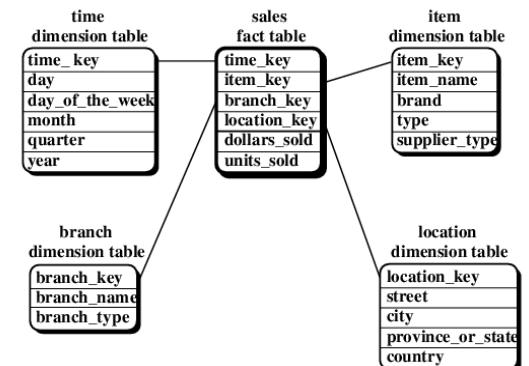 time
dimension table
time_ key
day
day_of_the_week
month
quarter
year
sales
fact table
time_key
item_key
branch_key
location_key
dollars_sold
units_sold
item
dimension table
item_key
item_name
brand
type
supplier_type
branch
dimension table
branch_key
branch_name
branch_type
location
dimension table
location_key
street
city
province_or_state
country